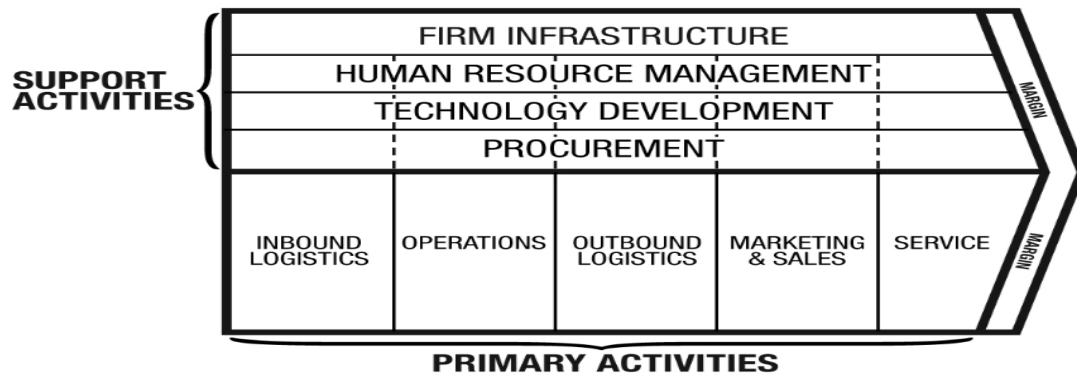 FIRM INFRASTRUCTURE
HUMAN RESOURCE MANAGEMENT
TECHNOLOGY DEVELOPMENT
PROCUREMENT
SUPPORT
ACTIVITIES
MARGIN
INBOUND
LOGISTICS
OPERATIONS
OUTBOUND
LOGISTICS
MARKETING
& SALES
SERVICE
MARGIN
PRIMARY ACTIVITIES